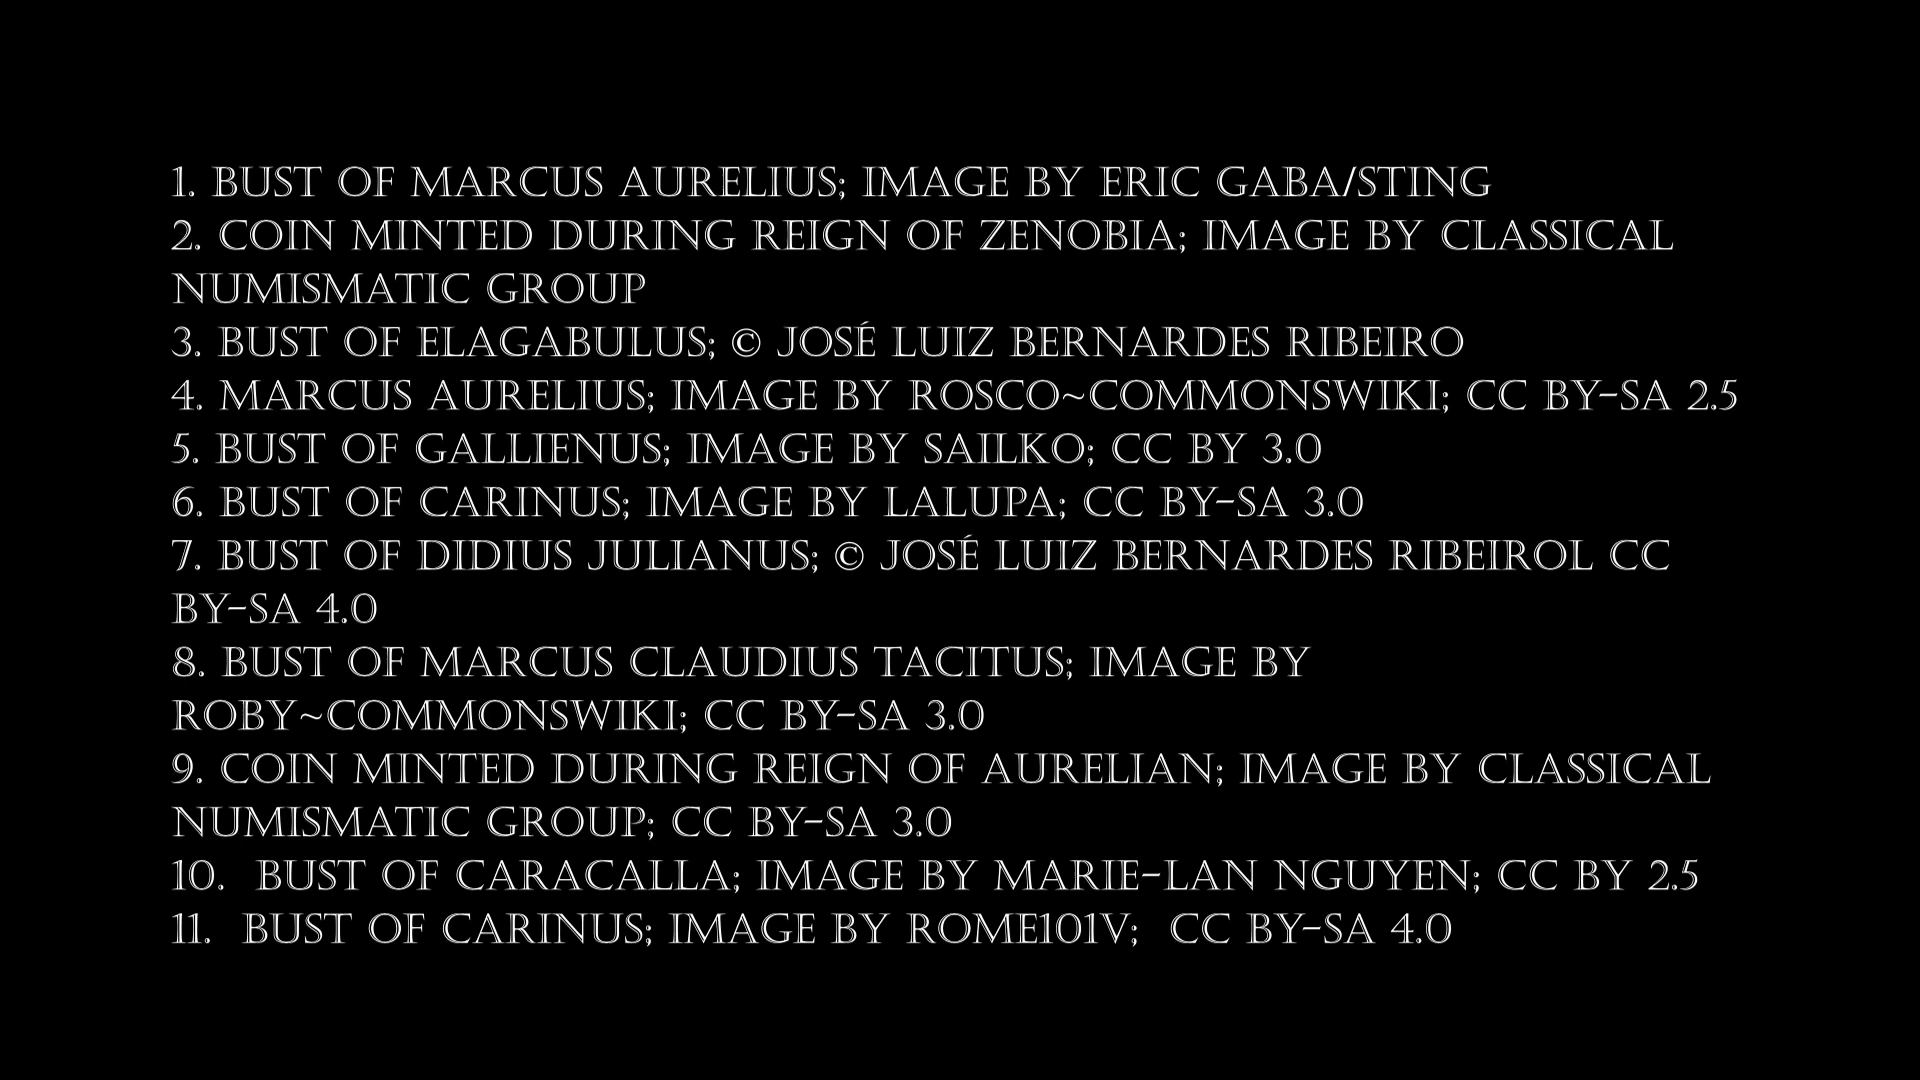 1. BUST OF MARCUS AURELIUS; IMAGE BY ERIC GABA/STING
2. COIN MINTED DURING REIGN OF ZENOBIA; IMAGE BY CLASSICAL
NUMISMATIC GROUP
3. BUST OF ELAGABULUS; © JOSÉ LUIZ BERNARDES RIBEIRO
4. MARCUS AURELIUS; IMAGE BY ROSCO~COMMONSWIKI; CC BY-SA 2.5
5. BUST OF GALLIENUS; IMAGE BY SAILKO; CC BY 3.0
6. BUST OF CARINUS; IMAGE BY LALUPA; CC BY-SA 3.0
7. BUST OF DIDIUS JULIANUS; © JOSÉ LUIZ BERNARDES RIBEIROL CC
BY-SA 4.0
8. BUST OF MARCUS CLAUDIUS TACITUS; IMAGE BY
ROBY~COMMONSWIKI; CC BY-SA 3.0
9. COIN MINTED DURING REIGN OF AURELIAN; IMAGE BY CLASSICAL
NUMISMATIC GROUP; CC BY-SA 3.0
10. BUST OF CARACALLA; IMAGE BY MARIE-LAN NGUYEN; CC BY 2.5
11. BUST OF CARINUS; IMAGE BY ROME101V; CC BY-SA 4.0